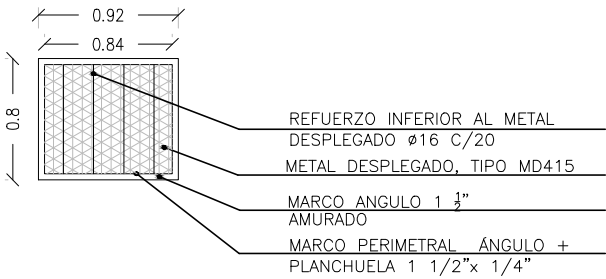 0.92
0.84
0.8
REFUERZO INFERIOR AL METAL
DESPLEGADO ø16 C/20
METAL DESPLEGADO, TIPO MD415
MARCO ANGULO 1 ½”
AMURADO
MARCO PERIMETRAL ÁNGULO +
PLANCHUELA 1 1/2”x 1/4”